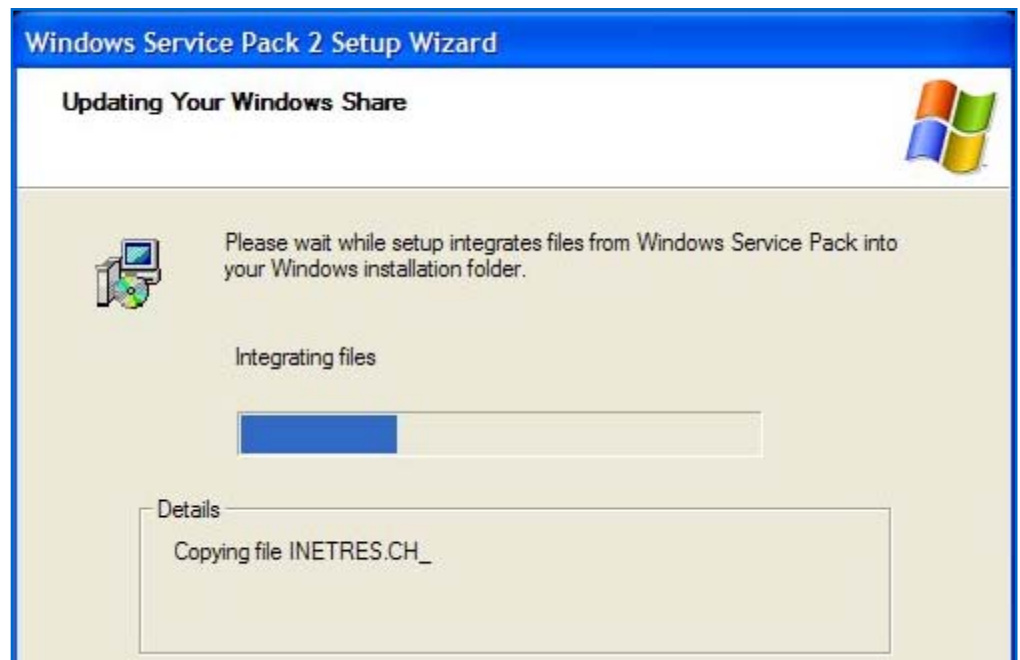 Windows Service Pack 2 Setup Wizard
Updating Your Windows Share
Please wait while setup integrates files from Windows Service Pack into
your Windows installation folder.
Integrating files
Details
Copying file INETRES.CH_